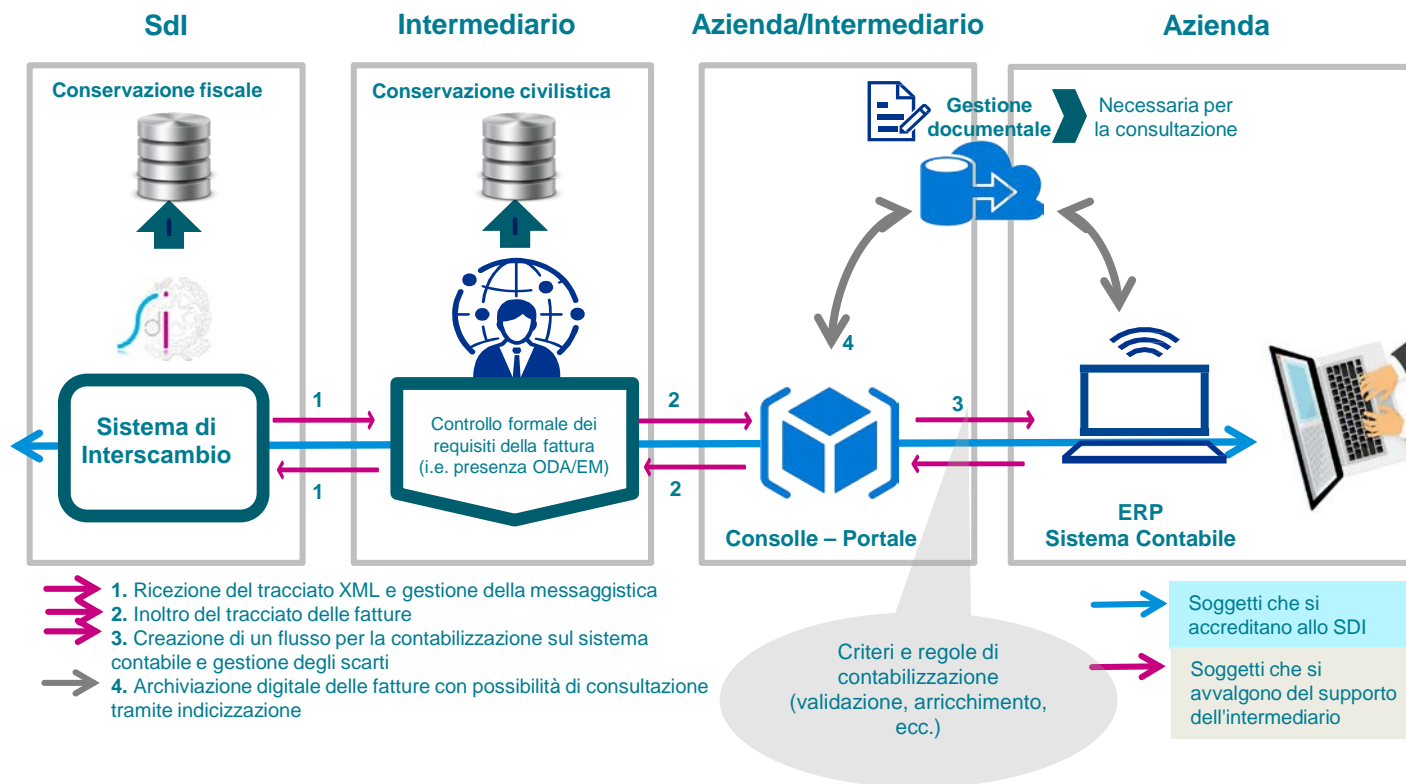 SdI
Intermediario
Azienda/Intermediario
Azienda
Conservazione fiscale
Conservazione civilistica
Gestione
documentale
Necessaria per
la consultazione
Sistema di
Interscambio
1
1
Controllo formale dei
requisiti della fattura
(i.e. presenza ODA/EM)
2
2
4
3
Consolle – Portale
ERP
Sistema Contabile
1. Ricezione del tracciato XML e gestione della messaggistica
2. Inoltro del tracciato delle fatture
3. Creazione di un flusso per la contabilizzazione sul sistema
contabile e gestione degli scarti
4. Archiviazione digitale delle fatture con possibilità di consultazione
tramite indicizzazione
Criteri e regole di
contabilizzazione
(validazione, arricchimento,
ecc.)
Soggetti che si
accreditano allo SDI
Soggetti che si
avvalgono del supporto
dell'intermediario